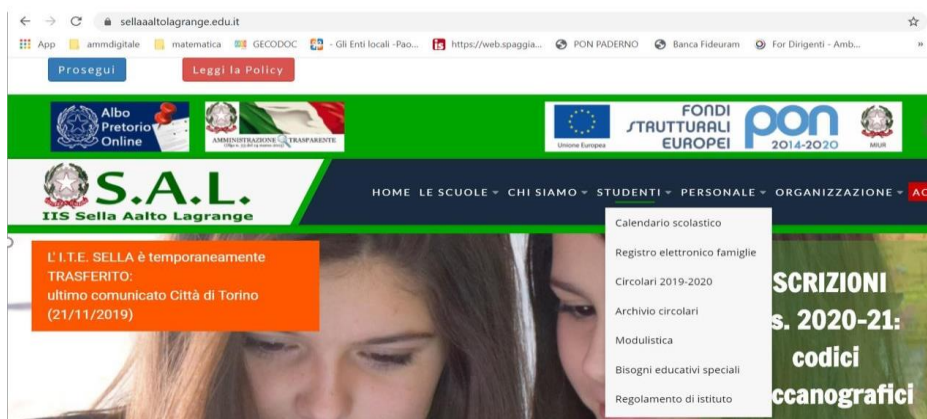 sellaaaltolagrange.edu.it
App ammdigitale matematica GECODOC - Gli Enti locali -Pao... https://web.spaggia... PON PADERNO Banca Fideuram For Dirigenti - Amb... »
Prosegui Leggi la Policy
Albo
Pretorio
Online
AMMINISTRAZIONE TRASPARENTE
Unione Europea
FONDI
STRUTTURALI
EUROPEI
pon
2014-2020
MIUR
S.A.L.
IIS Sella Aalto Lagrange
HOME LE SCUOLE CHI SIAMO STUDENTI PERSONALE ORGANIZZAZIONE AC
Calendario scolastico
Registro elettronico famiglie
Circolari 2019-2020
Archivio circolari
Modulistica
Bisogni educativi speciali
Regolamento di istituto
L' I.T.E. SELLA è temporaneamente
TRASFERITO:
ultimo comunicato Città di Torino
(21/11/2019)
SCRIZIONI
s. 2020-21:
codici
ccanografici